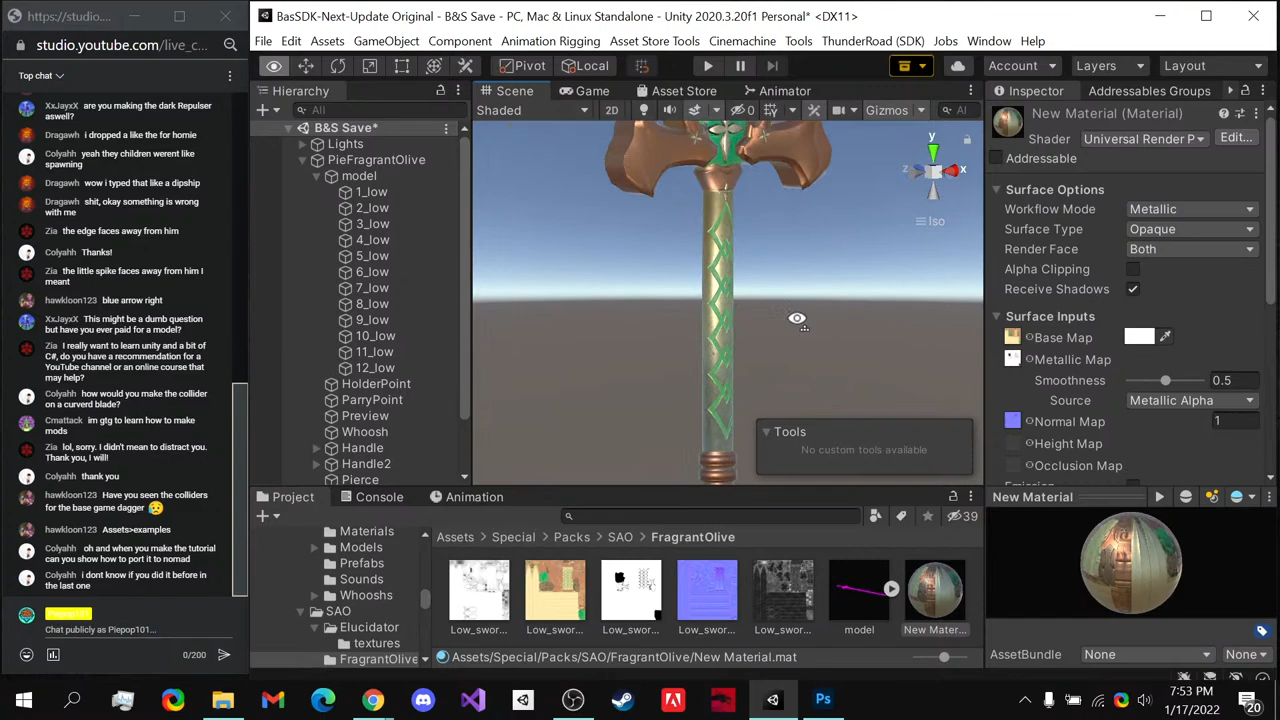 https://studio.
studio.youtube.com/live_c...
Top chat
XxJayxX are you making the dark Repulser
aswell?
Dragawh i dropped a like the for homie
Colyahh yeah they children werent like
spawning
Dragawh wow i typed that like a dipship
Dragawh shit, okay something is wrong
with me
Zia the edge faces away from him
Colyahh Thanks!
Zia the little spike faces away from him I
meant
hawkloon123 blue arrow right
XxJayxX This might be a dumb question
but have you ever paid for a model?
Zia I really want to learn unity and a bit of
C#, do you have a recommendation for a
YouTube channel or an online course that
may help?
Colyahh how would you make the collider
on a curverd blade?
Cmattack im gtg to learn how to make
mods
Zia lol, sorry. I didn't mean to distract you.
Thank you, I will!
Colyahh thank you
hawkloon123 Have you seen the colliders
for the base game dagger
hawkloon123 Assets>examples
Colyahh oh and when you make the tutorial
can you show how to port it to nomad
Colyahh i dont know if you did it before in
the last one
Piepop101
Chat publicly as Piepop101...
0/200
BasSDK-Next-Update Original - B&S Save - PC, Mac & Linux Standalone - Unity 2020.3.20f1 Personal* <DX11>
File Edit Assets GameObject Component Animation Rigging Asset Store Tools Cinemachine Tools ThunderRoad (SDK) Jobs Window Help
Pivot Local Account Layers Layout
Hierarchy
All
B&S Save*
Lights
PieFragrantOlive
model
1_low
2_low
3_low
4_low
5_low
6_low
7_low
8_low
9_low
10_low
11_low
12_low
HolderPoint
ParryPoint
Preview
Whoosh
Handle
Handle2
Pierce
Scene Game Asset Store Animator
Shaded 2D 0 Gizmos Al
y
z x
Iso
Tools
No custom tools available
Inspector Addressables Groups
New Material (Material)
Shader Universal Render P Edit...
Addressable
Surface Options
Workflow Mode Metallic
Surface Type Opaque
Render Face Both
Alpha Clipping
Receive Shadows
Surface Inputs
Base Map
Metallic Map
Smoothness 0.5
Source Metallic Alpha
Normal Map 1
Height Map
Occlusion Map
New Material
AssetBundle None None
Project Console Animation
39
Materials
Models
Prefabs
Sounds
Whooshs
SAO
Elucidator
textures
FragrantOlive
Assets > Special > Packs > SAO > FragrantOlive
Low_swor... Low_swor... Low_swor... Low_swor... Low_swor... model New Mater...
Assets/Special/Packs/SAO/FragrantOlive/New Material.mat
Ps
7:53 PM
1/17/2022
20